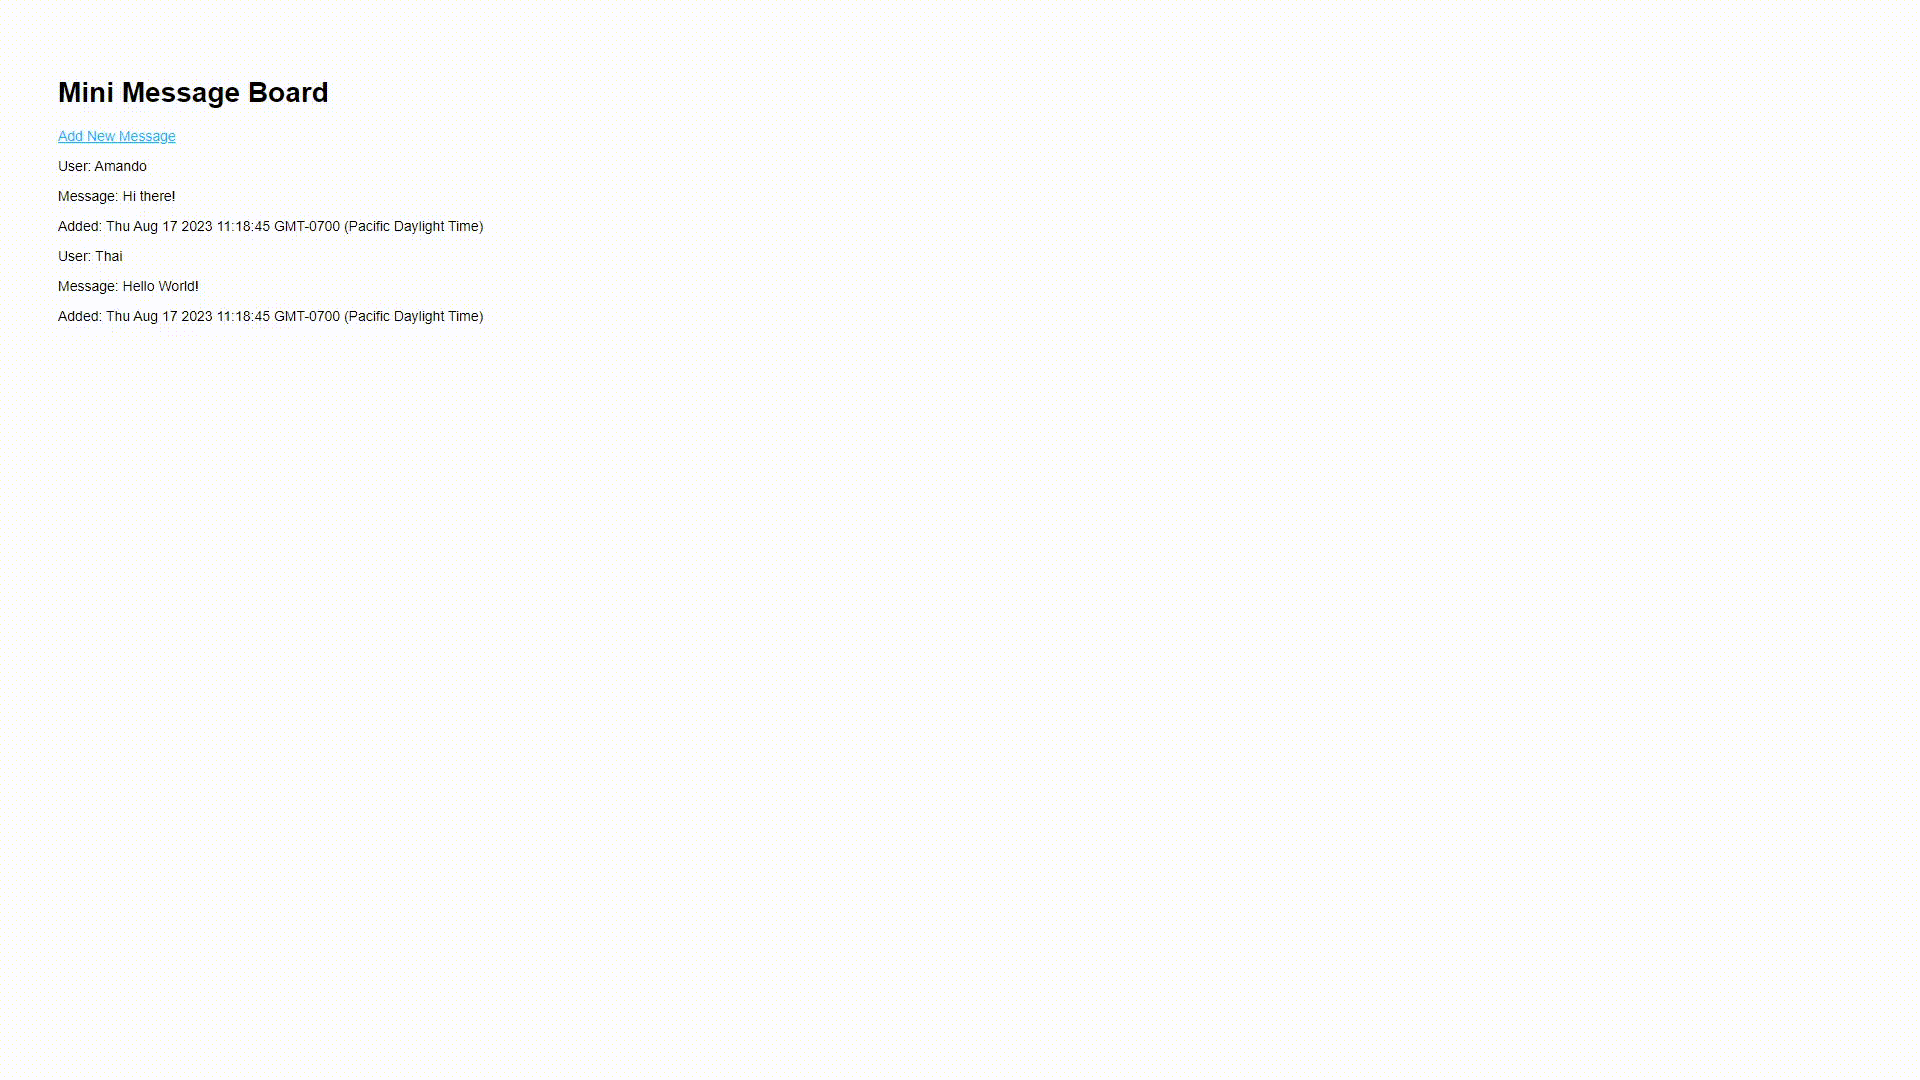 Mini Message Board
Add New Message
User: Amando
Message: Hi there!
Added: Thu Aug 17 2023 11:18:45 GMT-0700 (Pacific Daylight Time)
User: Thai
Message: Hello World!
Added: Thu Aug 17 2023 11:18:45 GMT-0700 (Pacific Daylight Time)